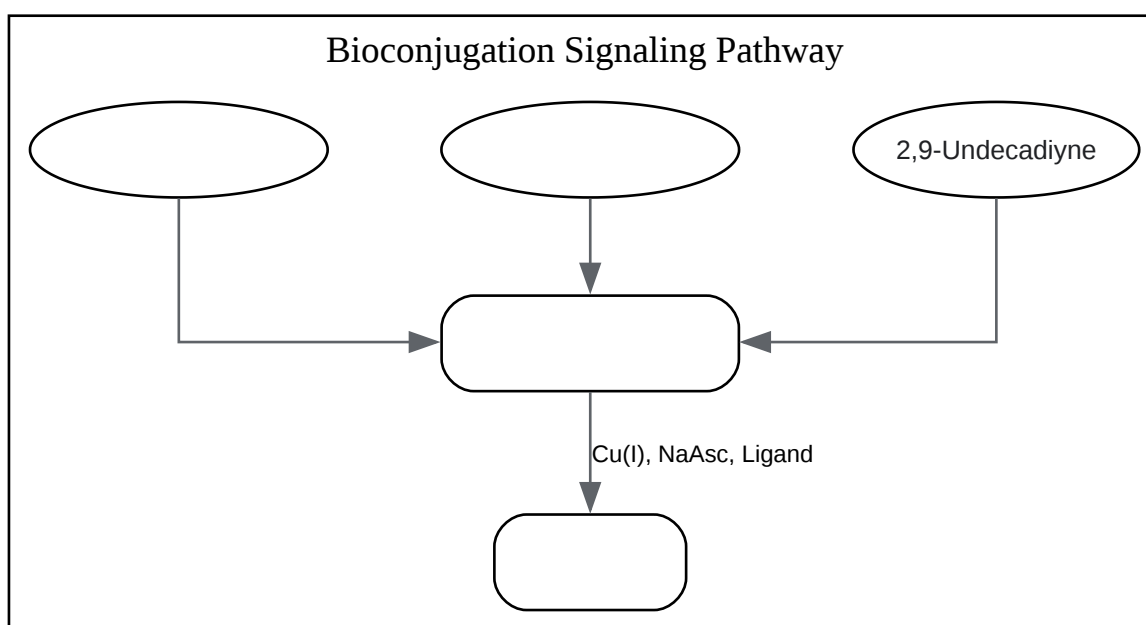 Bioconjugation Signaling Pathway
2,9-Undecadiyne
Cu(I), NaAsc, Ligand